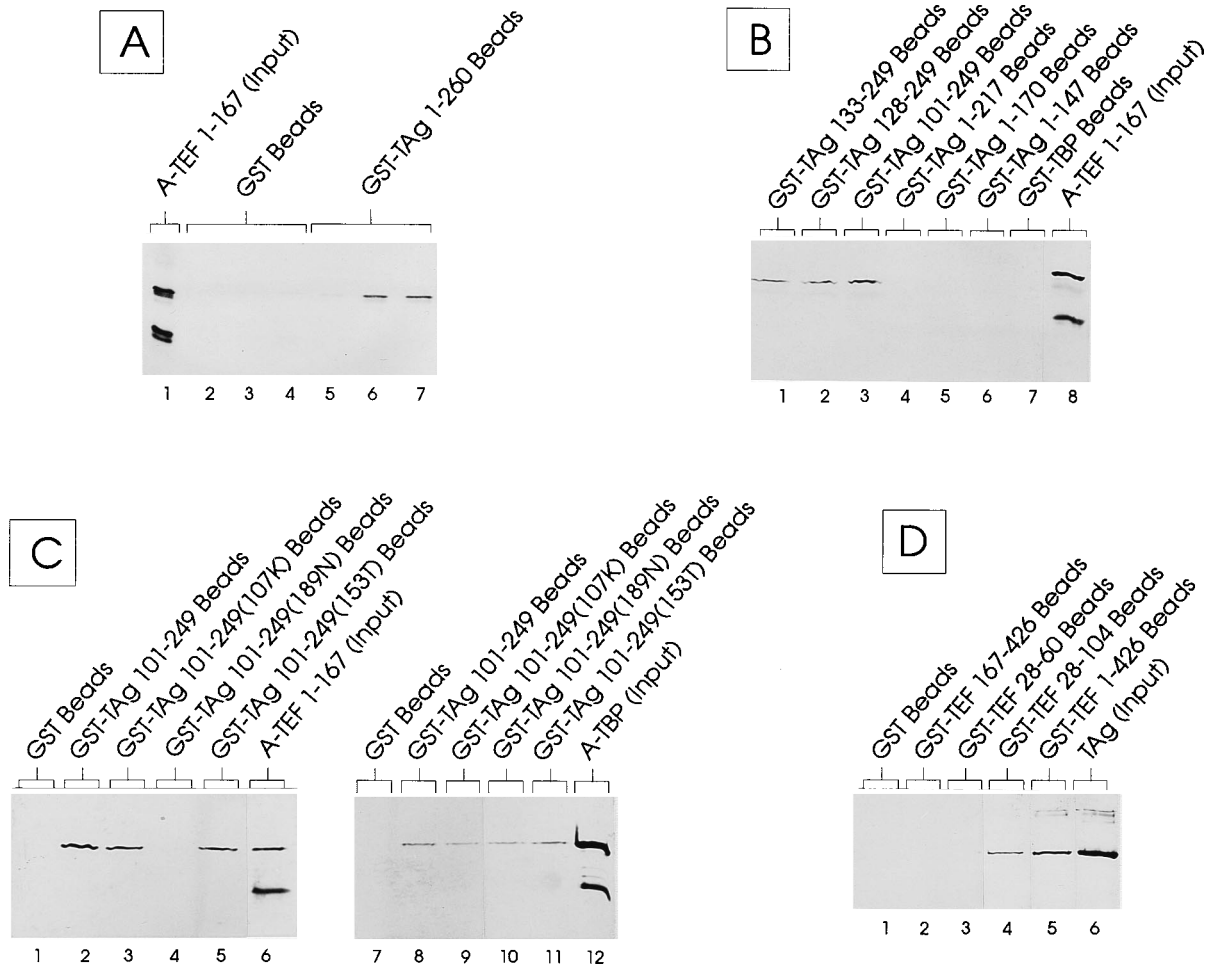 A
A-TEF 1-167 (Input)
GST Beads
GST-TAg 1-260 Beads
1 2 3 4 5 6 7
B
GST-TAg 133-249 Beads
GST-TAg 128-249 Beads
GST-TAg 101-249 Beads
GST-TAg 1-217 Beads
GST-TAg 1-170 Beads
GST-TAg 1-147 Beads
GST-TBP Beads
A-TEF 1-167 (Input)
1 2 3 4 5 6 7 8
C
GST Beads
GST-TAg 101-249 Beads
GST-TAg 101-249(107K) Beads
GST-TAg 101-249(189N) Beads
GST-TAg 101-249(153T) Beads
A-TEF 1-167 (Input)
1 2 3 4 5 6
GST Beads
GST-TAg 101-249 Beads
GST-TAg 101-249(107K) Beads
GST-TAg 101-249(189N) Beads
GST-TAg 101-249(153T) Beads
A-TBP (Input)
7 8 9 10 11 12
D
GST Beads
GST-TEF 167-426 Beads
GST-TEF 28-60 Beads
GST-TEF 28-104 Beads
GST-TEF 1-426 Beads
TAg (Input)
1 2 3 4 5 6